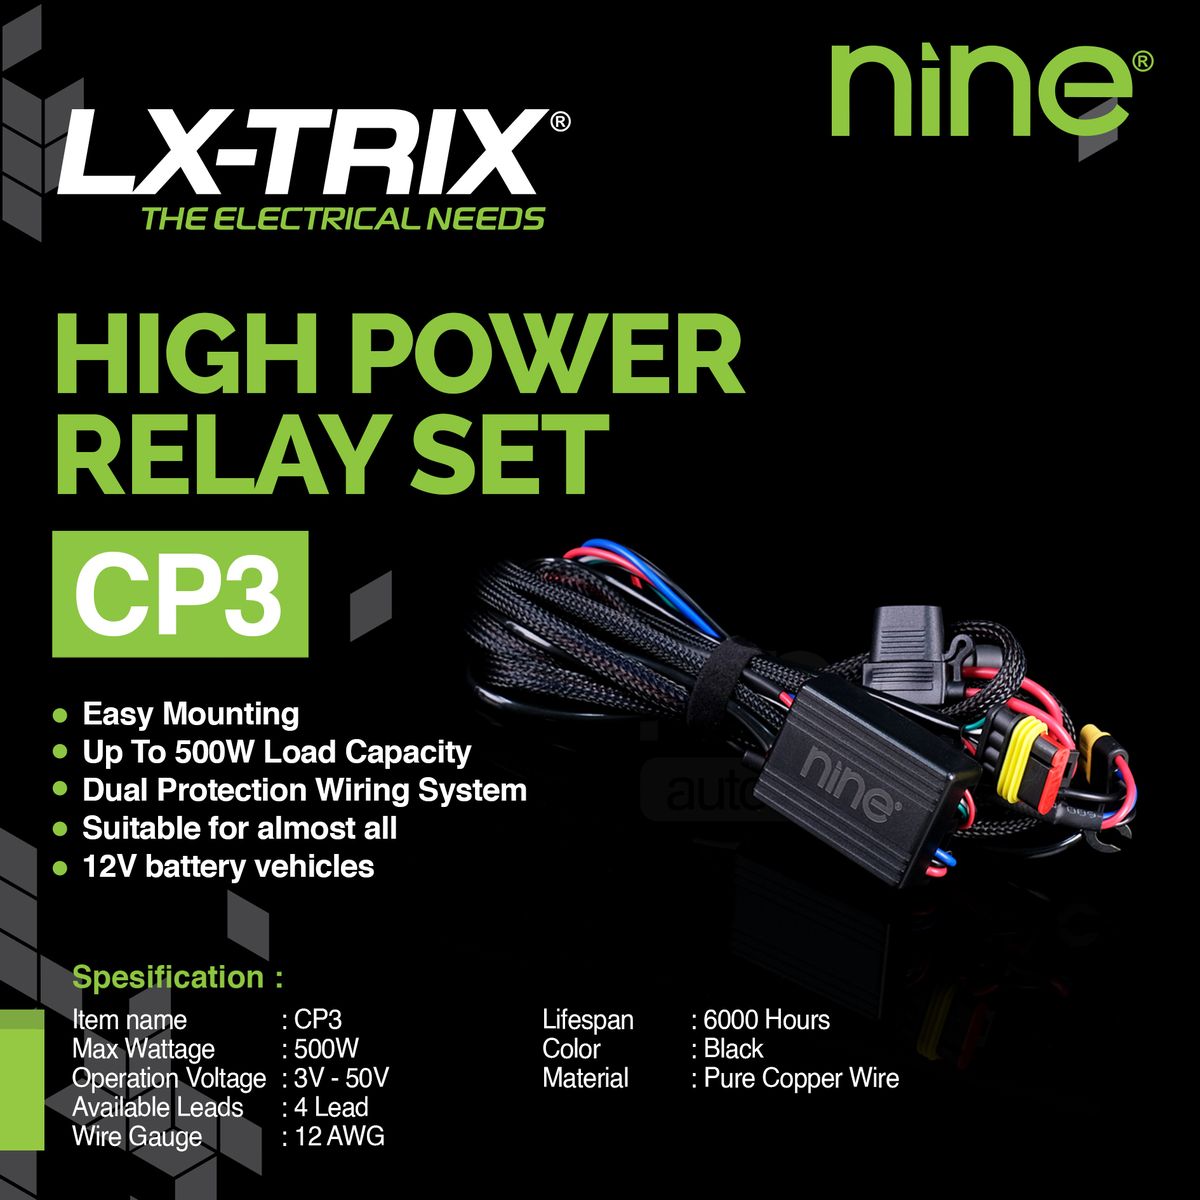 nine®
LX-TRIX®
THE ELECTRICAL NEEDS
HIGH POWER
RELAY SET
CP3
• Easy Mounting
• Up To 500W Load Capacity
• Dual Protection Wiring System
• Suitable for almost all
• 12V battery vehicles
nine®
auto
Spesification :
Item name : CP3
Max Wattage : 500W
Operation Voltage : 3V - 50V
Available Leads : 4 Lead
Wire Gauge : 12 AWG
Lifespan : 6000 Hours
Color : Black
Material : Pure Copper Wire